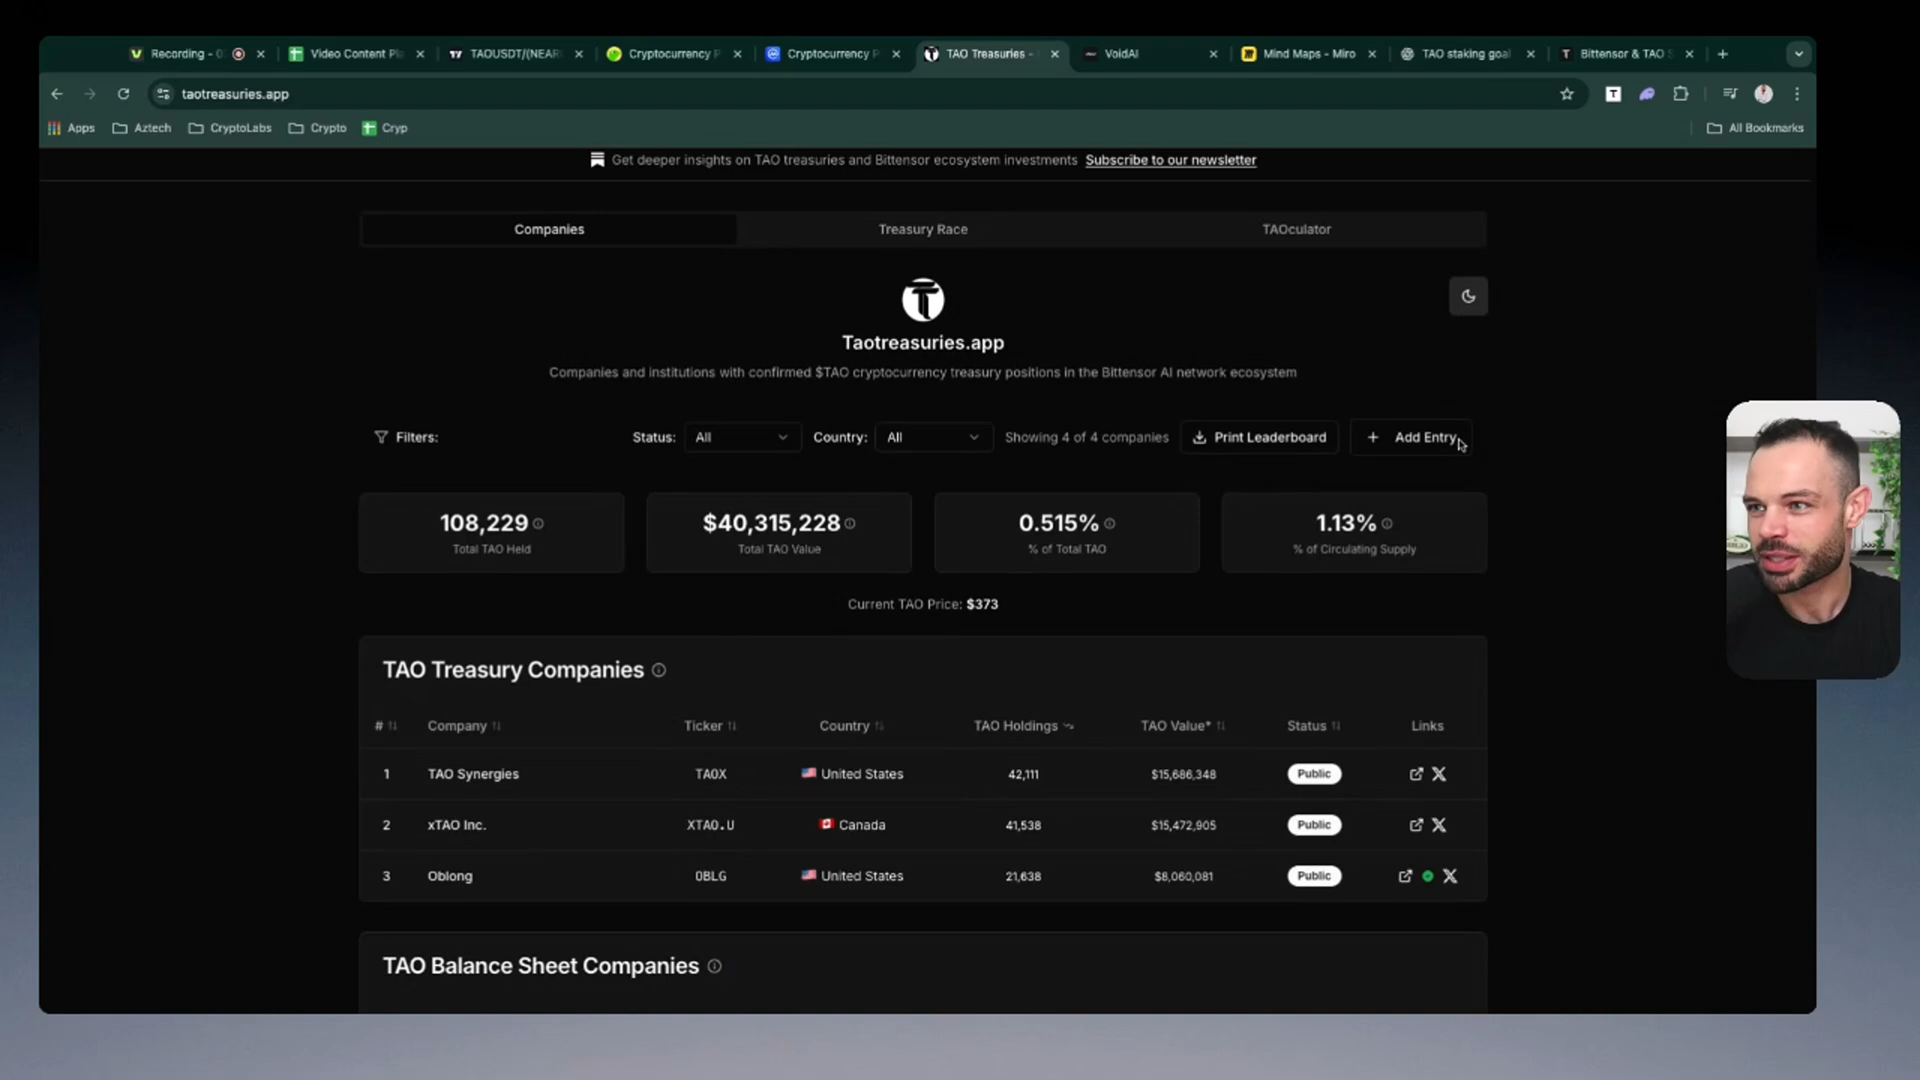 Recording - 0
Video Content Pl
TAOUSDT/(NEAR
Cryptocurrency P
Cryptocurrency P
TAO Treasuries -
VoidAI
Mind Maps - Miro
TAO staking goal
Bittensor & TAO S
taotreasuries.app
Apps
Aztech
CryptoLabs
Crypto
Cryp
All Bookmarks
Get deeper insights on TAO treasuries and Bittensor ecosystem investments Subscribe to our newsletter
Companies
Treasury Race
TAOculator
Taotreasuries.app
Companies and institutions with confirmed $TAO cryptocurrency treasury positions in the Bittensor AI network ecosystem
Filters:
Status: All
Country: All
Showing 4 of 4 companies
Print Leaderboard
+ Add Entry
108,229
Total TAO Held
$40,315,228
Total TAO Value
0.515%
% of Total TAO
1.13%
% of Circulating Supply
Current TAO Price: $373
TAO Treasury Companies
# Company Ticker Country TAO Holdings TAO Value* Status Links
1 TAO Synergies TAOX United States 42,111 $15,686,348 Public
2 xTAO Inc. XTAO.U Canada 41,538 $15,472,905 Public
3 Oblong OBLG United States 21,638 $8,060,081 Public
TAO Balance Sheet Companies